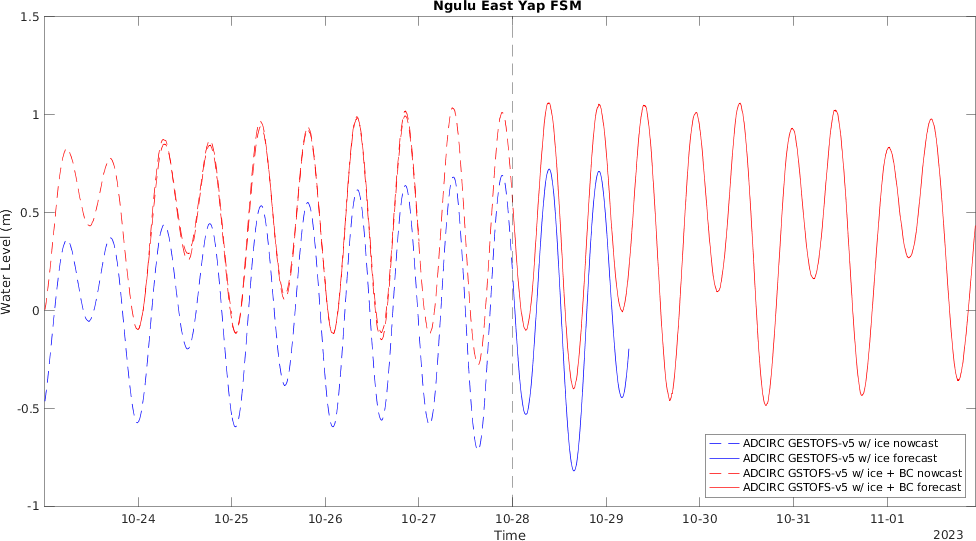 Ngulu East Yap FSM
1.5
1
0.5
0
-0.5
-1
Water Level (m)
ADCIRC GESTOFS-v5 w/ ice nowcast
ADCIRC GESTOFS-v5 w/ ice forecast
ADCIRC GSTOFS-v5 w/ ice + BC nowcast
ADCIRC GSTOFS-v5 w/ ice + BC forecast
10-24 10-25 10-26 10-27 10-28 10-29 10-30 10-31 11-01
Time
2023